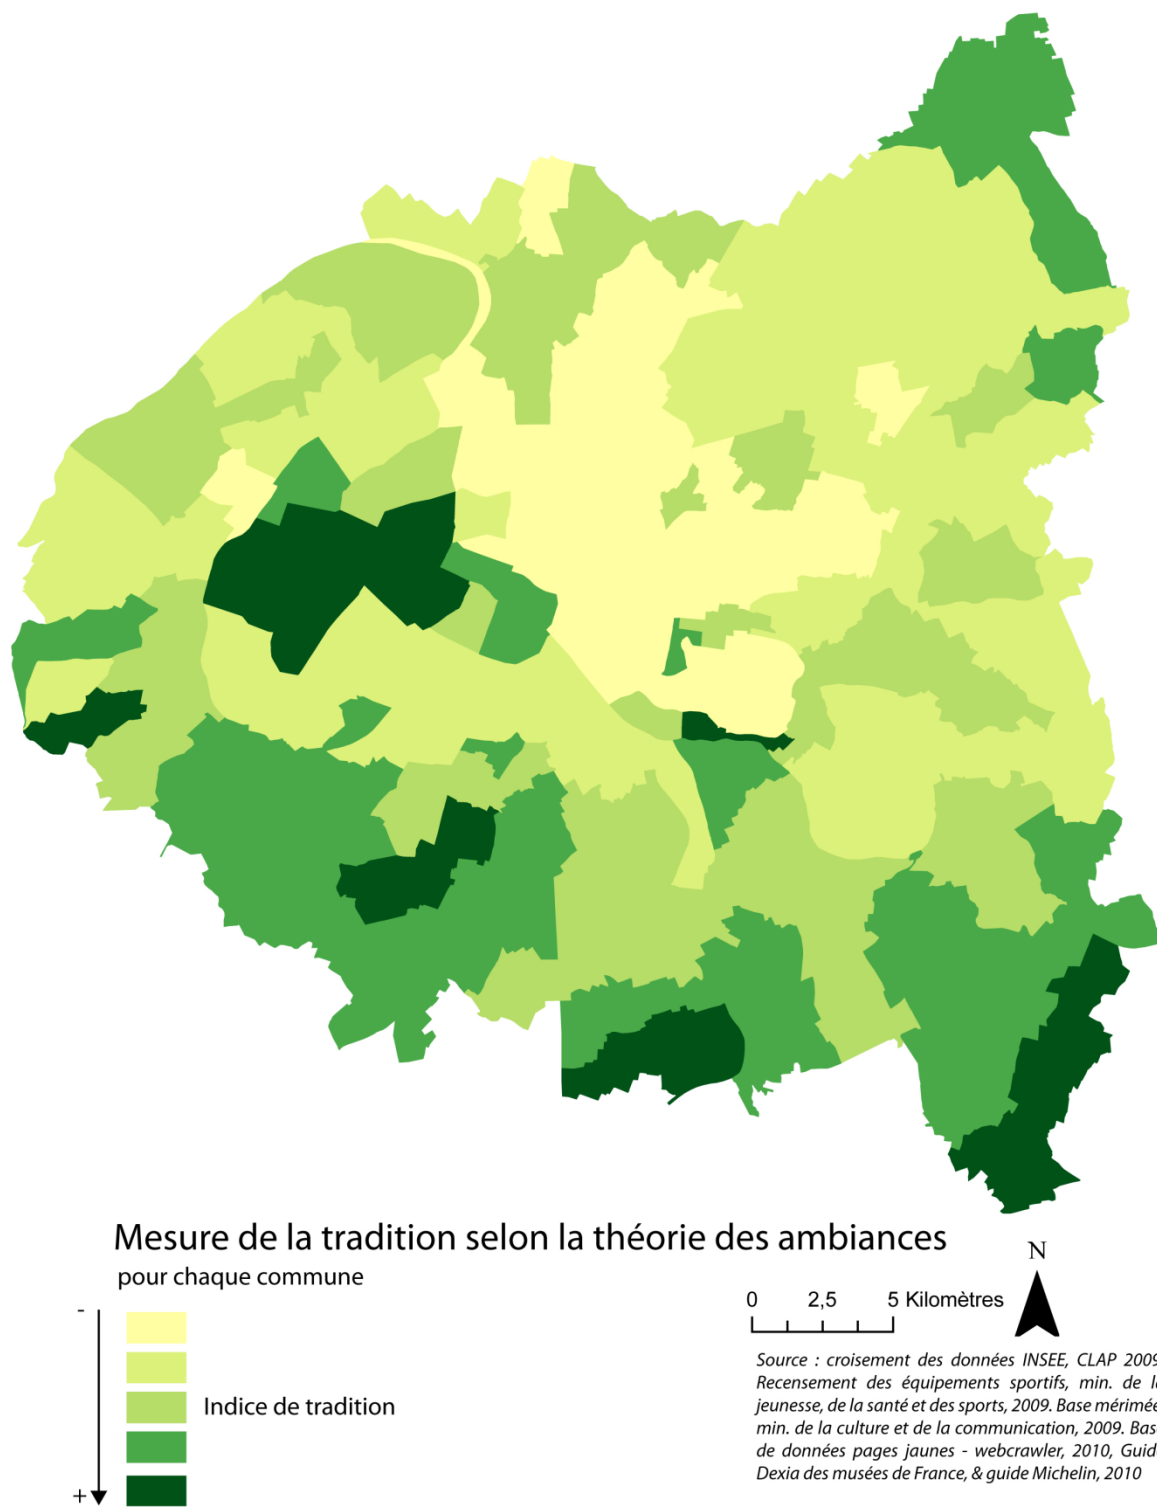 Mesure de la tradition selon la théorie des ambiances
pour chaque commune
-
Indice de tradition
+
N
0 2,5 5 Kilomètres
Source : croisement des données INSEE, CLAP 2009
Recensement des équipements sportifs, min. de l
jeunesse, de la santé et des sports, 2009. Base mérimée
min. de la culture et de la communication, 2009. Bas
de données pages jaunes - webcrawler, 2010, Guid
Dexia des musées de France, & guide Michelin, 2010